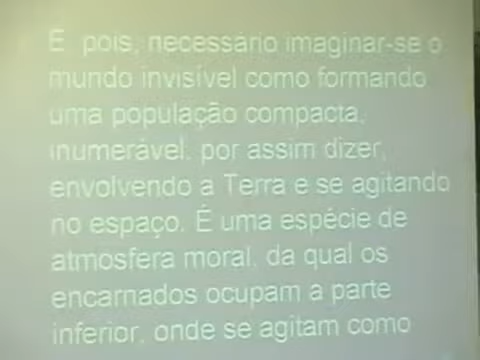 É pois, necessário imaginar-se o
mundo invisível como formando
uma população compacta,
inumerável, por assim dizer,
envolvendo a Terra e se agitando
no espaço. É uma espécie de
atmosfera moral, da qual os
encarnados ocupam a parte
inferior, onde se agitam como